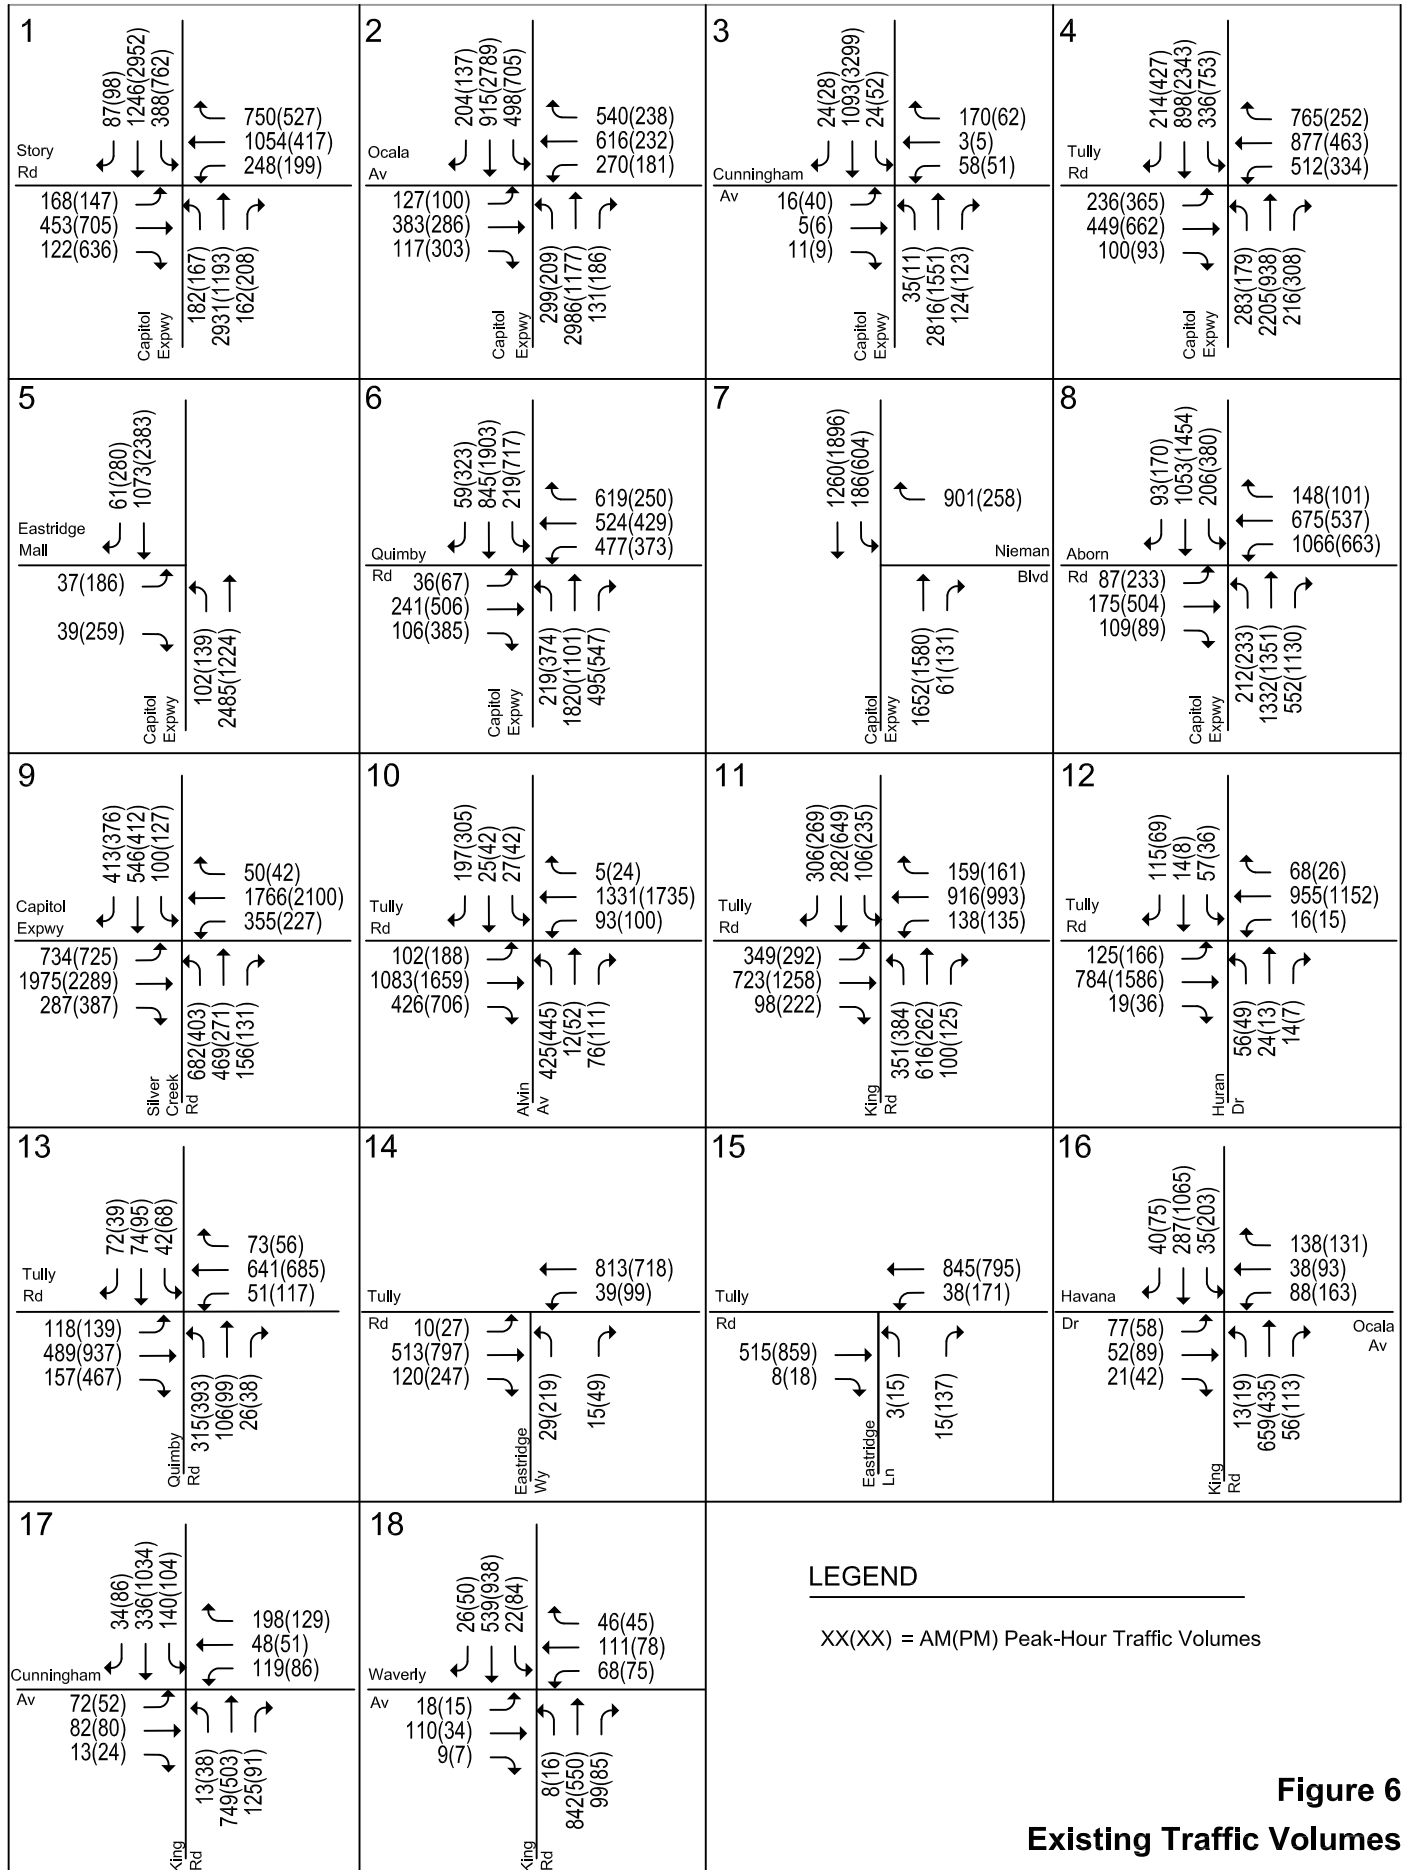 1
87(98)
1246(2952)
388(762)
750(527)
1054(417)
248(199)
Story
Rd
168(147)
453(705)
122(636)
182(167)
2931(1193)
162(208)
Capitol
Expwy
2
204(137)
915(2789)
498(705)
540(238)
616(232)
270(181)
Ocala
Av
127(100)
383(286)
117(303)
299(209)
2986(1177)
131(186)
Capitol
Expwy
3
24(28)
1093(3299)
24(52)
170(62)
3(5)
58(51)
Cunningham
Av
16(40)
5(6)
11(9)
35(11)
2816(1551)
124(123)
Capitol
Expwy
4
214(427)
898(2343)
336(753)
765(252)
877(463)
512(334)
Tully
Rd
236(365)
449(662)
100(93)
283(179)
2205(938)
216(308)
Capitol
Expwy
5
61(280)
1073(2383)
Eastridge
Mall
37(186)
39(259)
102(139)
2485(1224)
Capitol
Expwy
6
59(323)
845(1903)
219(717)
619(250)
524(429)
477(373)
Quimby
Rd
36(67)
241(506)
106(385)
219(374)
1820(1101)
495(547)
Capitol
Expwy
7
1260(1896)
186(604)
901(258)
Nieman
Blvd
1652(1580)
61(131)
Capitol
Expwy
8
93(170)
1053(1454)
206(380)
148(101)
675(537)
1066(663)
Aborn
Rd
87(233)
175(504)
109(89)
212(233)
1332(1351)
552(1130)
Capitol
Expwy
9
413(376)
546(412)
100(127)
50(42)
1766(2100)
355(227)
Capitol
Expwy
734(725)
1975(2289)
287(387)
682(403)
469(271)
156(131)
Silver
Creek
Rd
10
197(305)
25(42)
27(42)
5(24)
1331(1735)
93(100)
Tully
Rd
102(188)
1083(1659)
426(706)
425(445)
12(52)
76(111)
Alvin
Av
11
306(269)
282(649)
106(235)
159(161)
916(993)
138(135)
Tully
Rd
349(292)
723(1258)
98(222)
351(384)
616(262)
100(125)
King
Rd
12
115(69)
14(8)
57(36)
68(26)
955(1152)
16(15)
Tully
Rd
125(166)
784(1586)
19(36)
56(49)
24(13)
14(7)
Huran
Dr
13
72(39)
74(95)
42(68)
73(56)
641(685)
51(117)
Tully
Rd
118(139)
489(937)
157(467)
315(393)
106(99)
26(38)
Quimby
Rd
14
813(718)
39(99)
Tully
Rd
10(27)
513(797)
120(247)
29(219)
15(49)
Eastridge
Wy
15
845(795)
38(171)
Tully
Rd
515(859)
8(18)
3(15)
15(137)
Eastridge
Ln
16
40(75)
287(1065)
35(203)
138(131)
38(93)
88(163)
Havana
Dr
Ocala
Av
77(58)
52(89)
21(42)
13(19)
659(435)
56(113)
King
Rd
17
34(86)
336(1034)
140(104)
198(129)
48(51)
119(86)
Cunningham
Av
72(52)
82(80)
13(24)
13(38)
749(503)
125(91)
King
Rd
18
26(50)
539(938)
22(84)
46(45)
111(78)
68(75)
Waverly
Av
18(15)
110(34)
9(7)
8(16)
842(550)
99(85)
King
Rd
LEGEND
XX(XX) = AM(PM) Peak-Hour Traffic Volumes
Figure 6
Existing Traffic Volumes